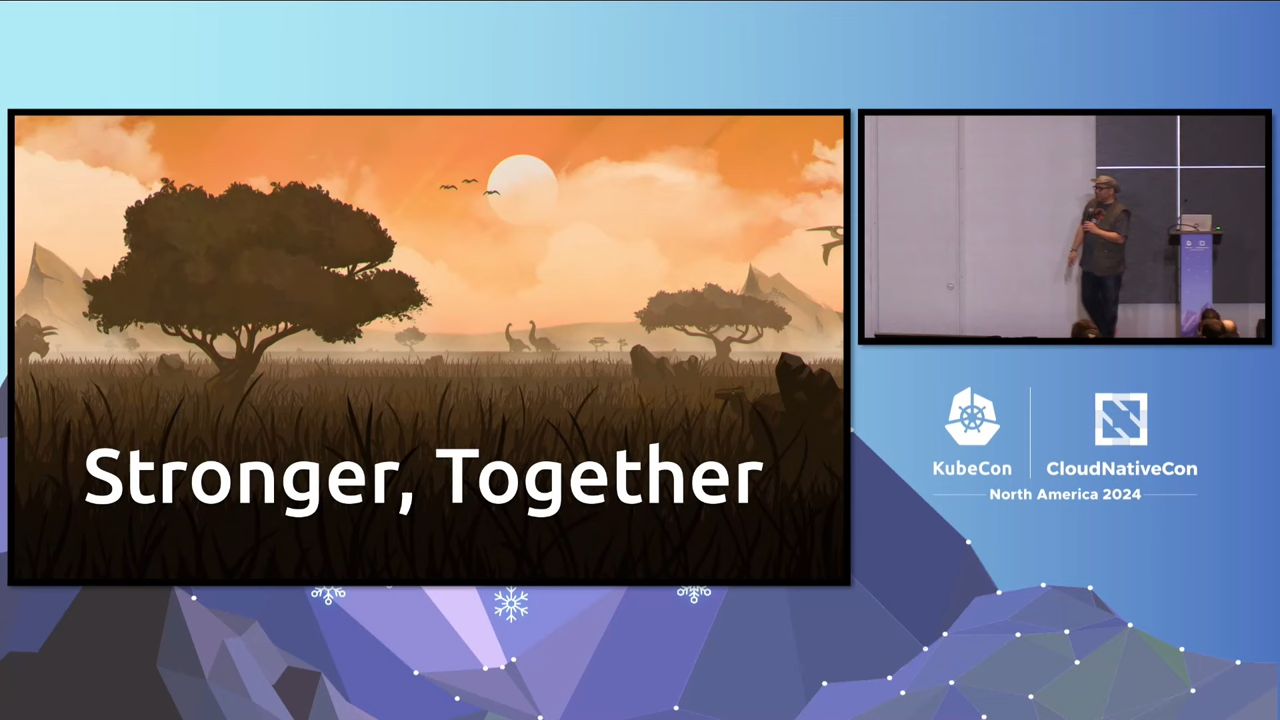 Stronger, Together
KubeCon
CloudNativeCon
North America 2024